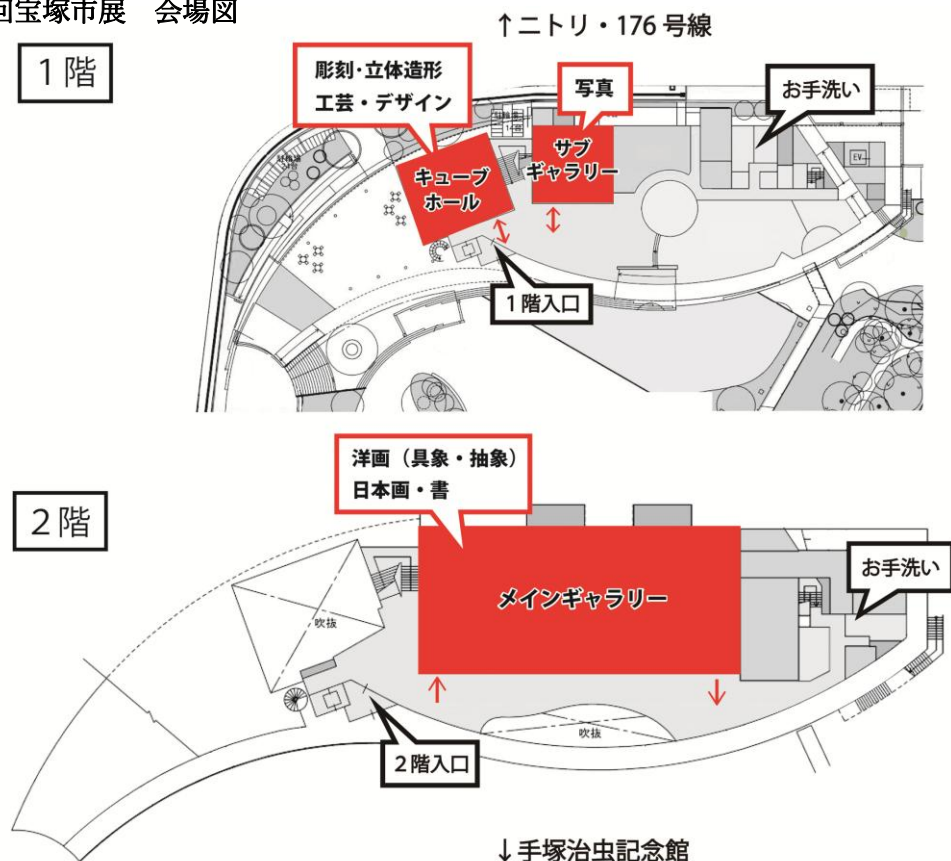 回宝塚市展 会場図
↑ニトリ・176号線
1階
彫刻・立体造形
工芸・デザイン
写真
お手洗い
キューブ
ホール
サブ
ギャラリー
EV
1階入口
洋画（具象・抽象）
日本画・書
2階
お手洗い
メインギャラリー
吹抜
吹抜
2階入口
↓手塚治虫記念館